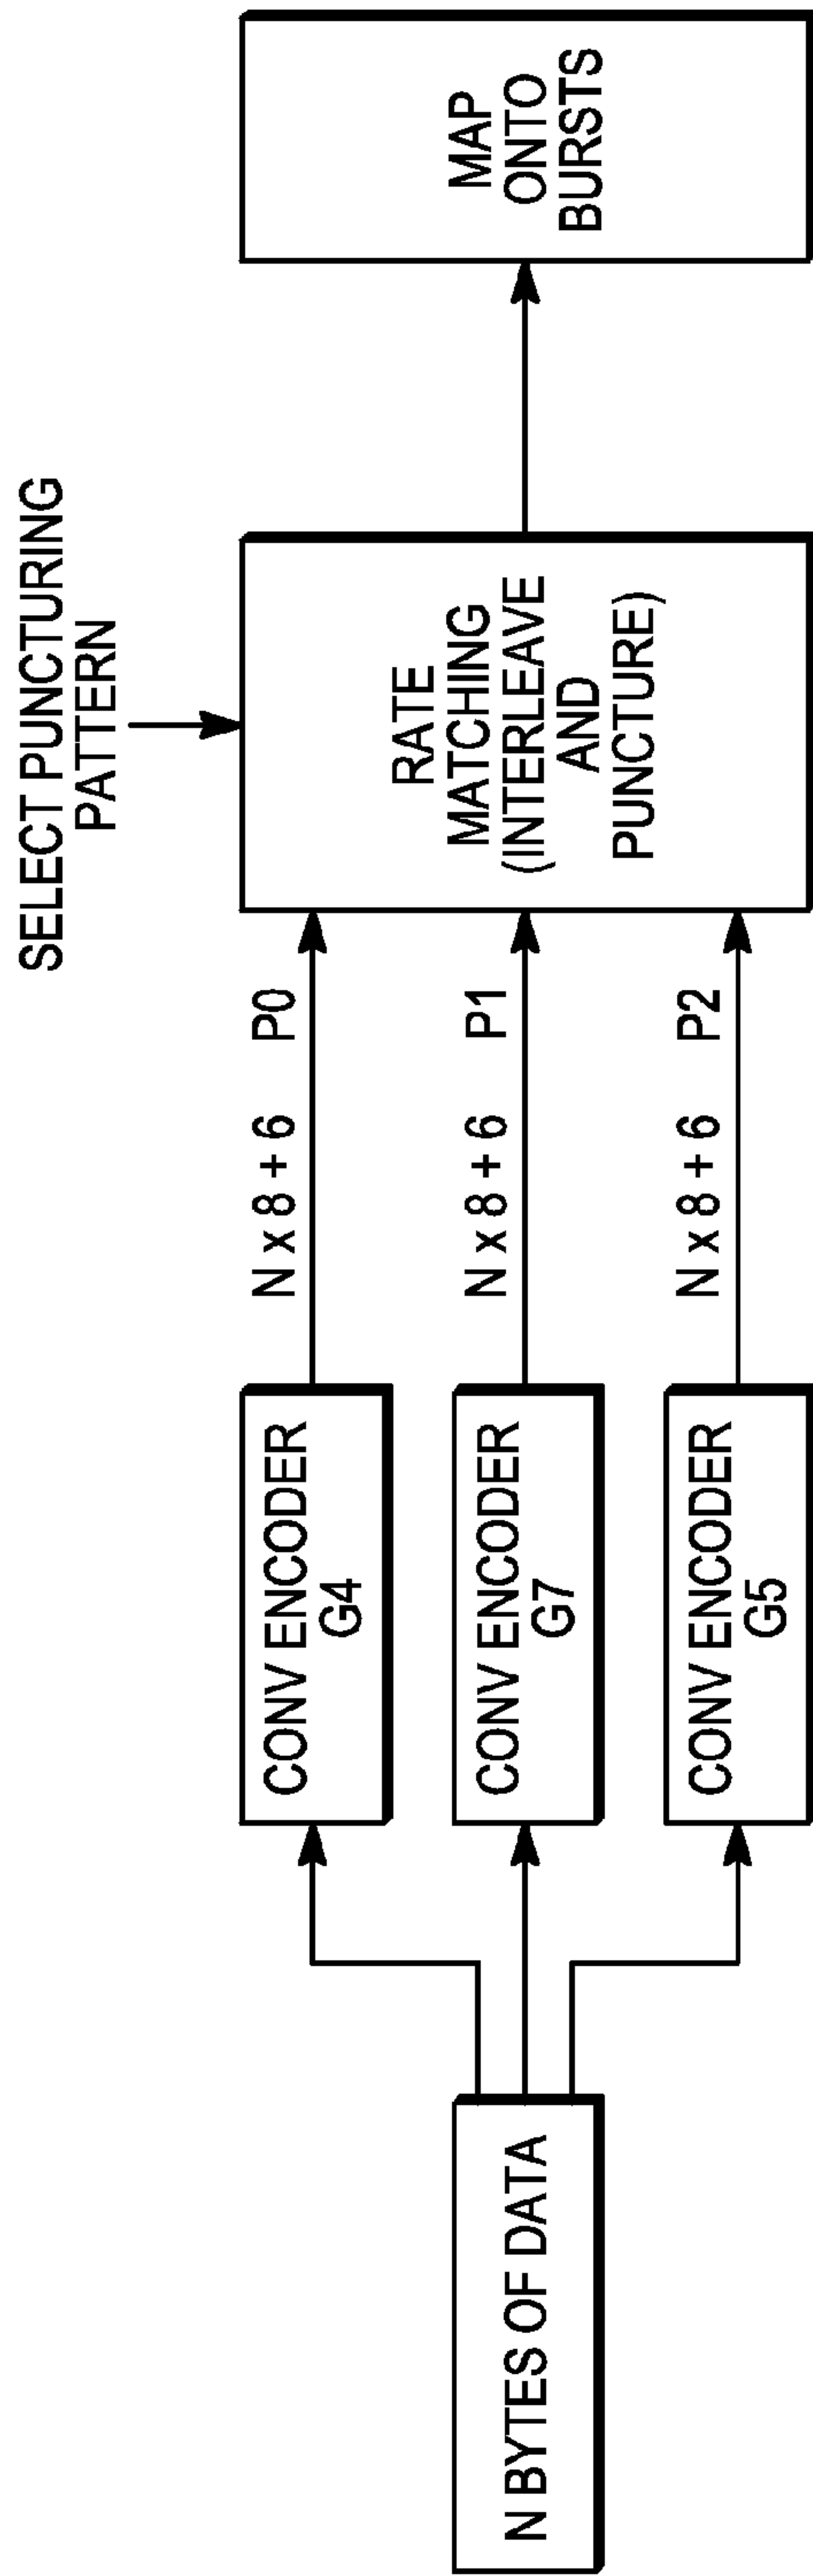 N BYTES OF DATA
CONV ENCODER
G4
CONV ENCODER
G7
CONV ENCODER
G5
N x 8 + 6 P0
N x 8 + 6 P1
N x 8 + 6 P2
SELECT PUNCTURING
PATTERN
RATE
MATCHING
(INTERLEAVE
AND
PUNCTURE)
MAP
ONTO
BURSTS